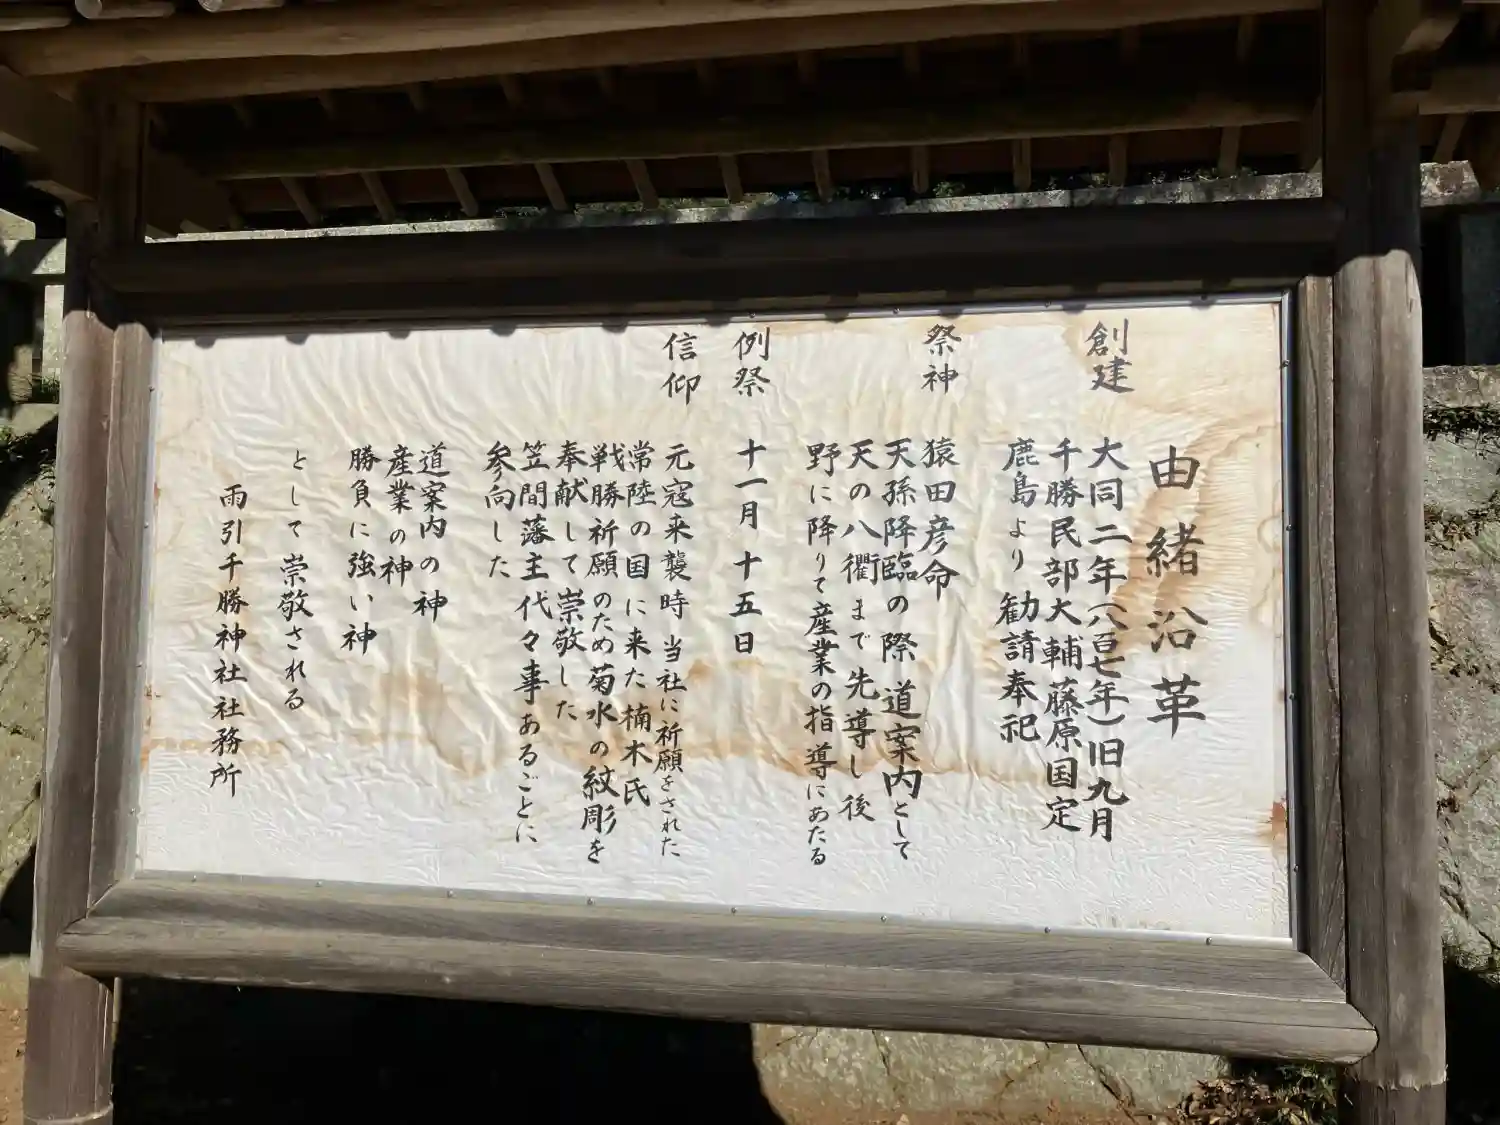 由緒沿革
創建
大同二年（八百七年）旧九月
千勝民部大輔藤原国定
鹿島より勧請奉祀
祭神
猿田彦命
天孫降臨の際道案内として
天の八衢まで先導し後
野に降りて産業の指導にあたる
例祭
十一月十五日
信仰
元寇来襲時当社に祈願をされた
常陸の国に来た楠木氏
戦勝祈願のため菊水の紋彫を
奉献して崇敬した
笠間藩主代々事あるごとに
参向した
道案内の神
産業の神
勝負に強い神
として崇敬される
雨引千勝神社社務所